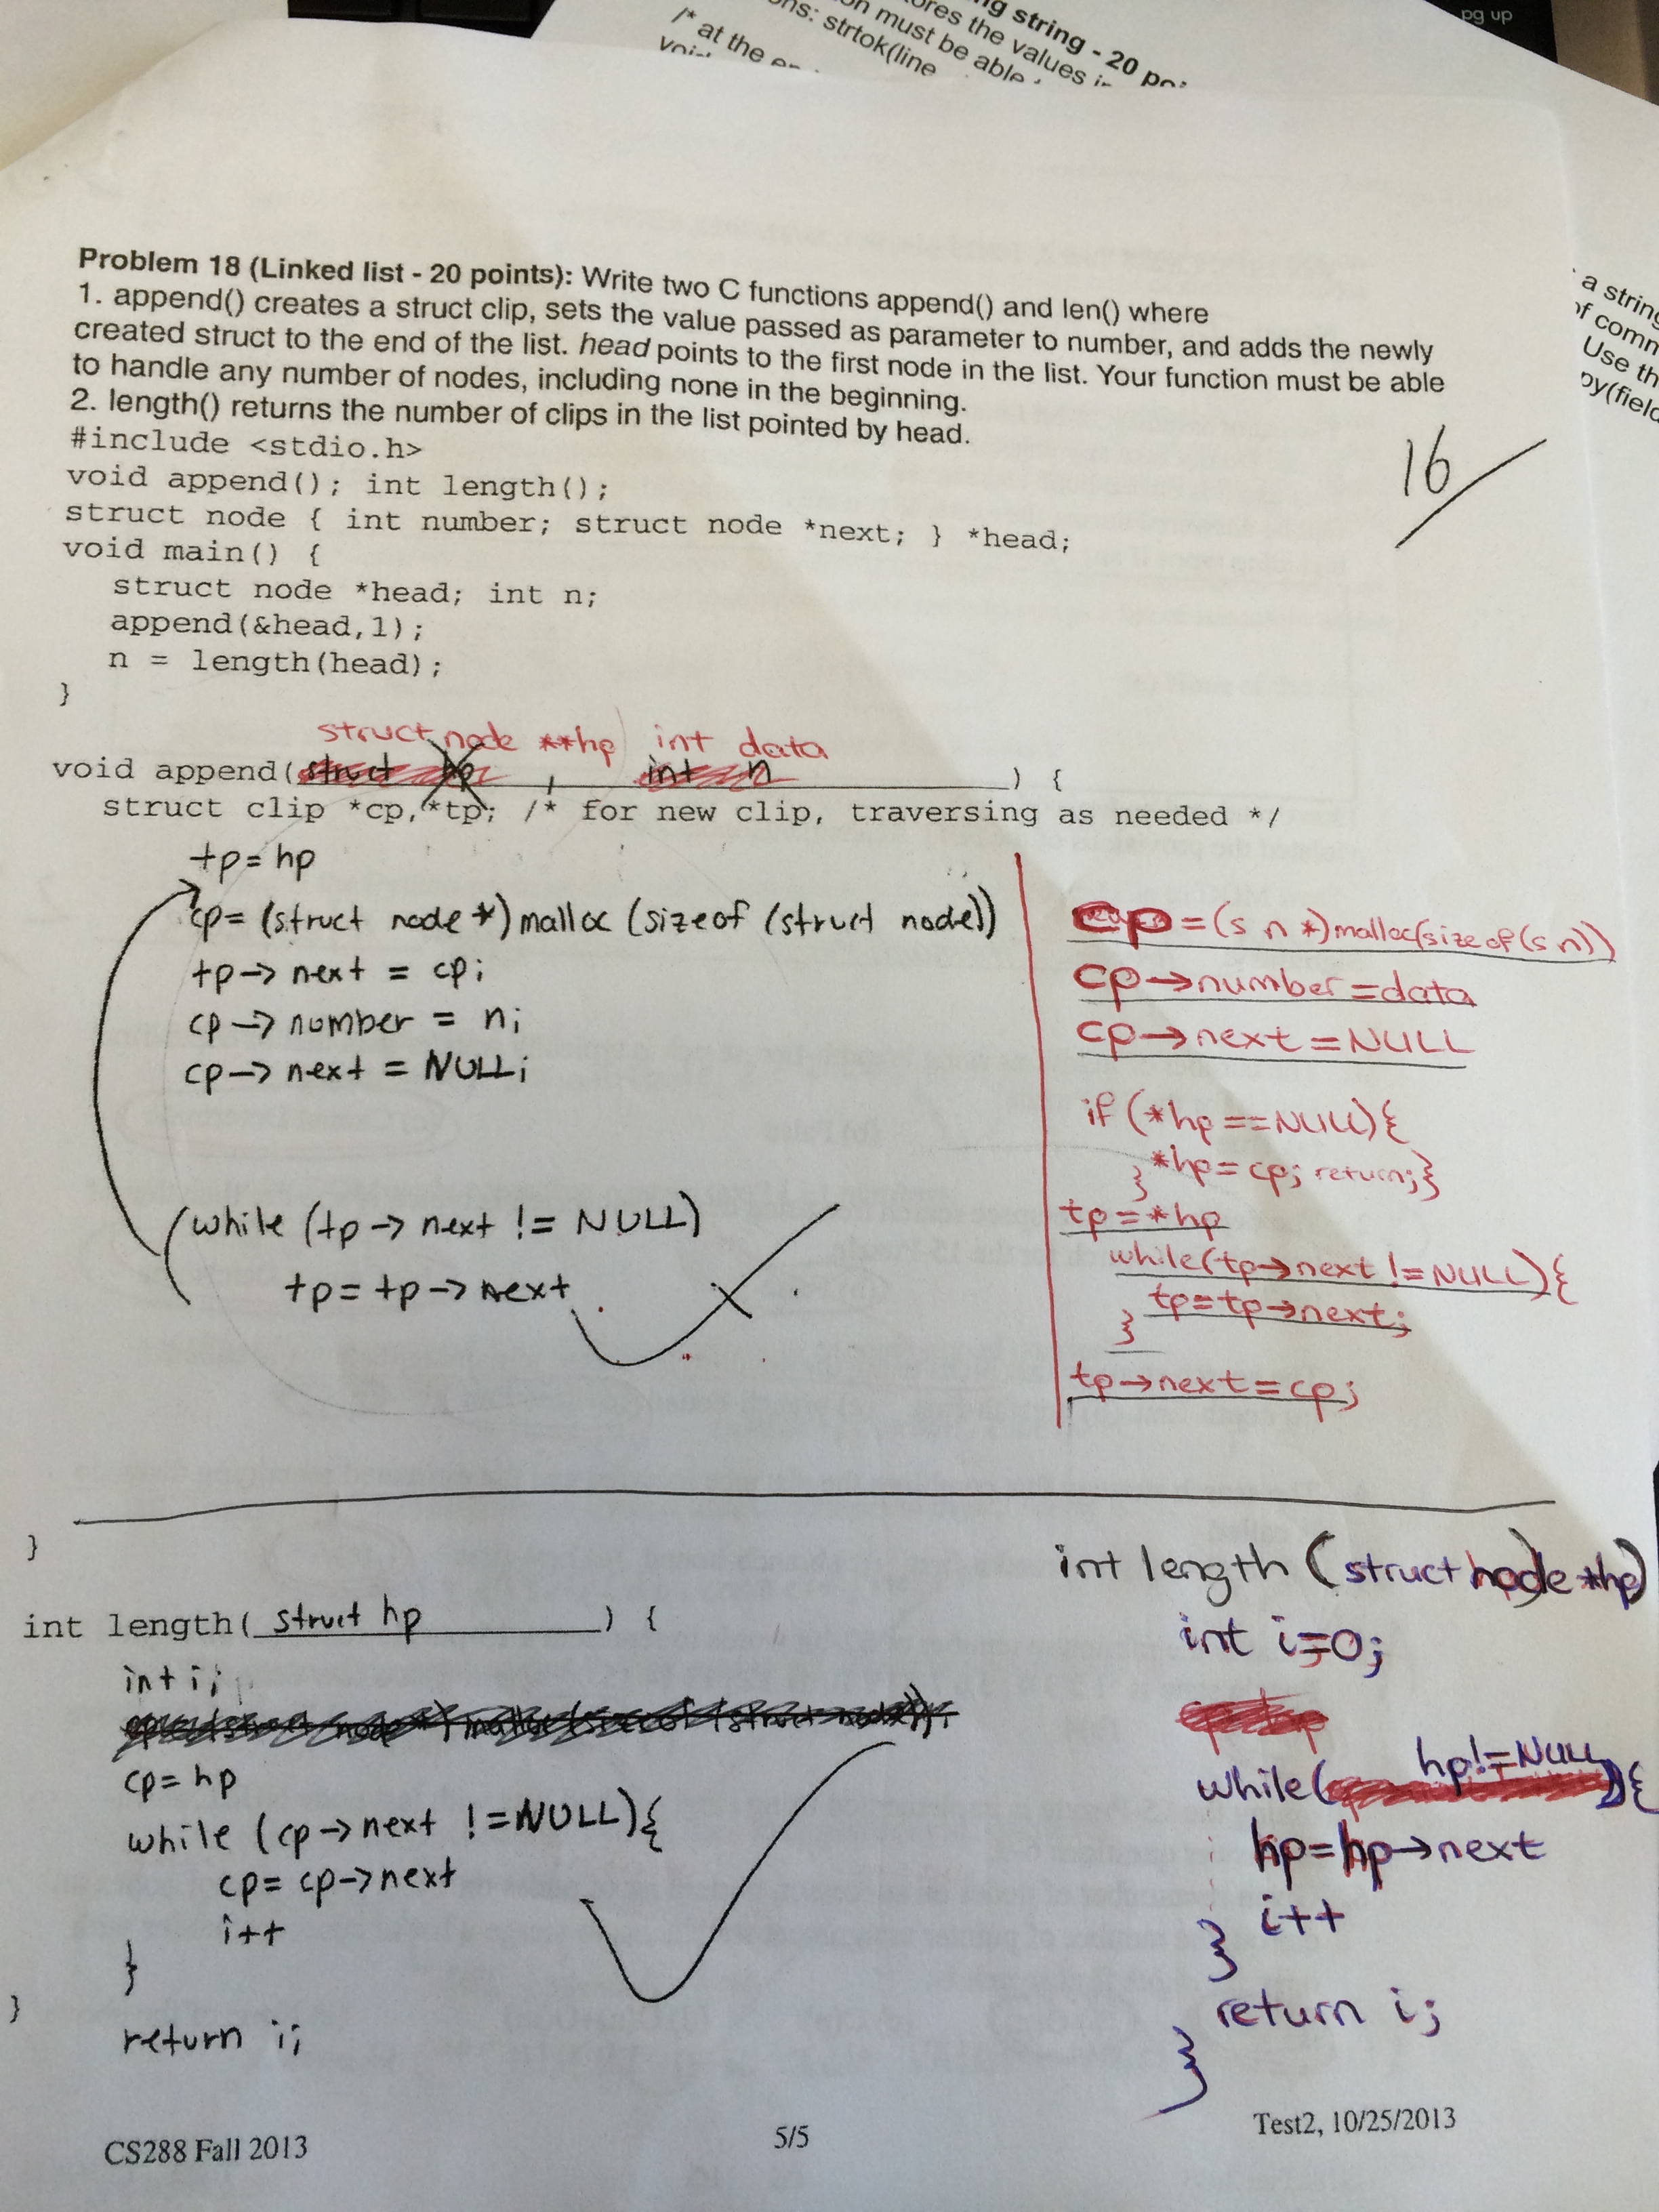 pg up
ng string - 20 po
ores the values in
on must be able
ons: strtok(line
/* at the en
a string
of comm
Use th
py(field
Problem 18 (Linked list - 20 points): Write two C functions append() and len() where
1. append() creates a struct clip, sets the value passed as parameter to number, and adds the newly
created struct to the end of the list. head points to the first node in the list. Your function must be able
to handle any number of nodes, including none in the beginning.
2. length() returns the number of clips in the list pointed by head.
16
#include <stdio.h>
void append(); int length();
struct node { int number; struct node *next; } *head;
void main() {
struct node *head; int n;
append(&head,1);
n = length(head);
}
struct node **hp int data
void append( struct hp , int n ) {
struct clip *cp,*tp; /* for new clip, traversing as needed */
tp = hp
cp= (struct node *) malloc (sizeof (struct node))
tp-> next = cp;
cp-> number = n;
cp-> next = NULL;
(while (tp-> next != NULL)
tp = tp-> next
cp=(s n *)malloc(sizeof(s n))
cp→number=data
cp→next=NULL
if (*hp ==NULL){
*hp= cp; return;}
}
tp=*hp
while(tp→next !=NULL){
tp=tp→next;
}
tp→next=cp;
}
int length( struct hp ) {
int i;
cp= hp
while (cp->next !=NULL){
cp= cp->next
i++
}
}
return i;
int length (struct node *hp)
int i=0;
while( hp!=NULL ){
hp=hp→next
i++
}
return i;
}
CS288 Fall 2013
5/5
Test2, 10/25/2013